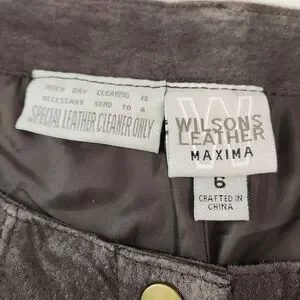 WHEN DRY CLEANING IS
NECESSARY SEND TO A
SPECIAL LEATHER CLEANER ONLY
W
WILSONS
LEATHER
MAXIMA
6
CRAFTED IN
CHINA